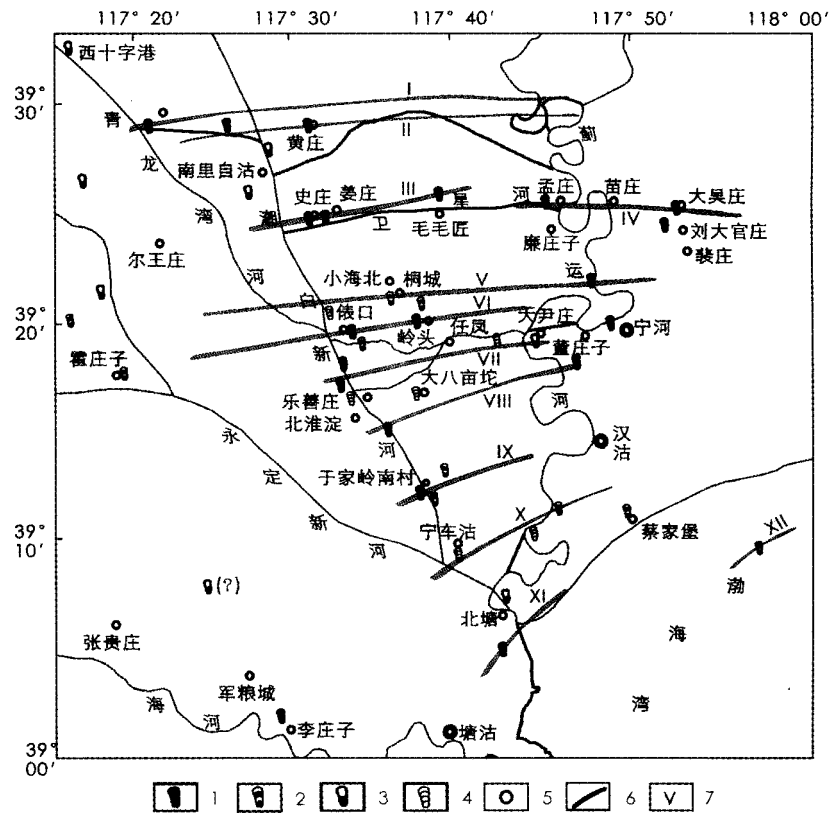 117° 20′ 117° 30′ 117° 40′ 117° 50′ 118° 00′
西十字港
39°
30′
I
青
II
蓟
黄庄
龙
南里自沽
史庄
姜庄
III
星
河
孟庄
苗庄
大吴庄
湾
潮
卫
毛毛匠
IV
刘大官庄
廉庄子
裴庄
尔王庄
河
小海北
桐城
V
运
白
俵口
VI
39°
20′
岭头
任凤
大尹庄
宁河
新
霍庄子
VII
董庄子
大八亩坨
乐善庄
VIII
北淮淀
河
永
河
汉
沽
定
IX
于家岭南村
新
X
宁车沽
蔡家堡
XII
39°
10′
河
渤
(?)
XI
北塘
张贵庄
海
军粮城
海
湾
河
李庄子
塘沽
39°
00′
1 2 3 4 5 6 V 7